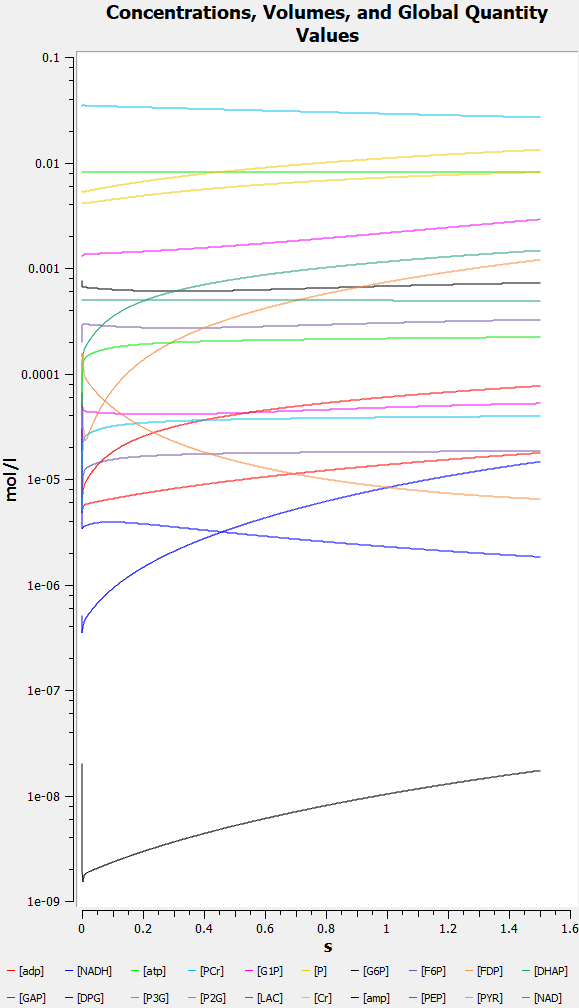 Concentrations, Volumes, and Global Quantity
Values
0.1
0.01
0.001
0.0001
1e-05
1e-06
1e-07
1e-08
1e-09
mol/l
0 0.2 0.4 0.6 0.8 1 1.2 1.4 1.6
s
[adp] [NADH] [atp] [PCr] [G1P] [P] [G6P] [F6P] [FDP] [DHAP]
[GAP] [DPG] [P3G] [P2G] [LAC] [Cr] [amp] [PEP] [PYR] [NAD]